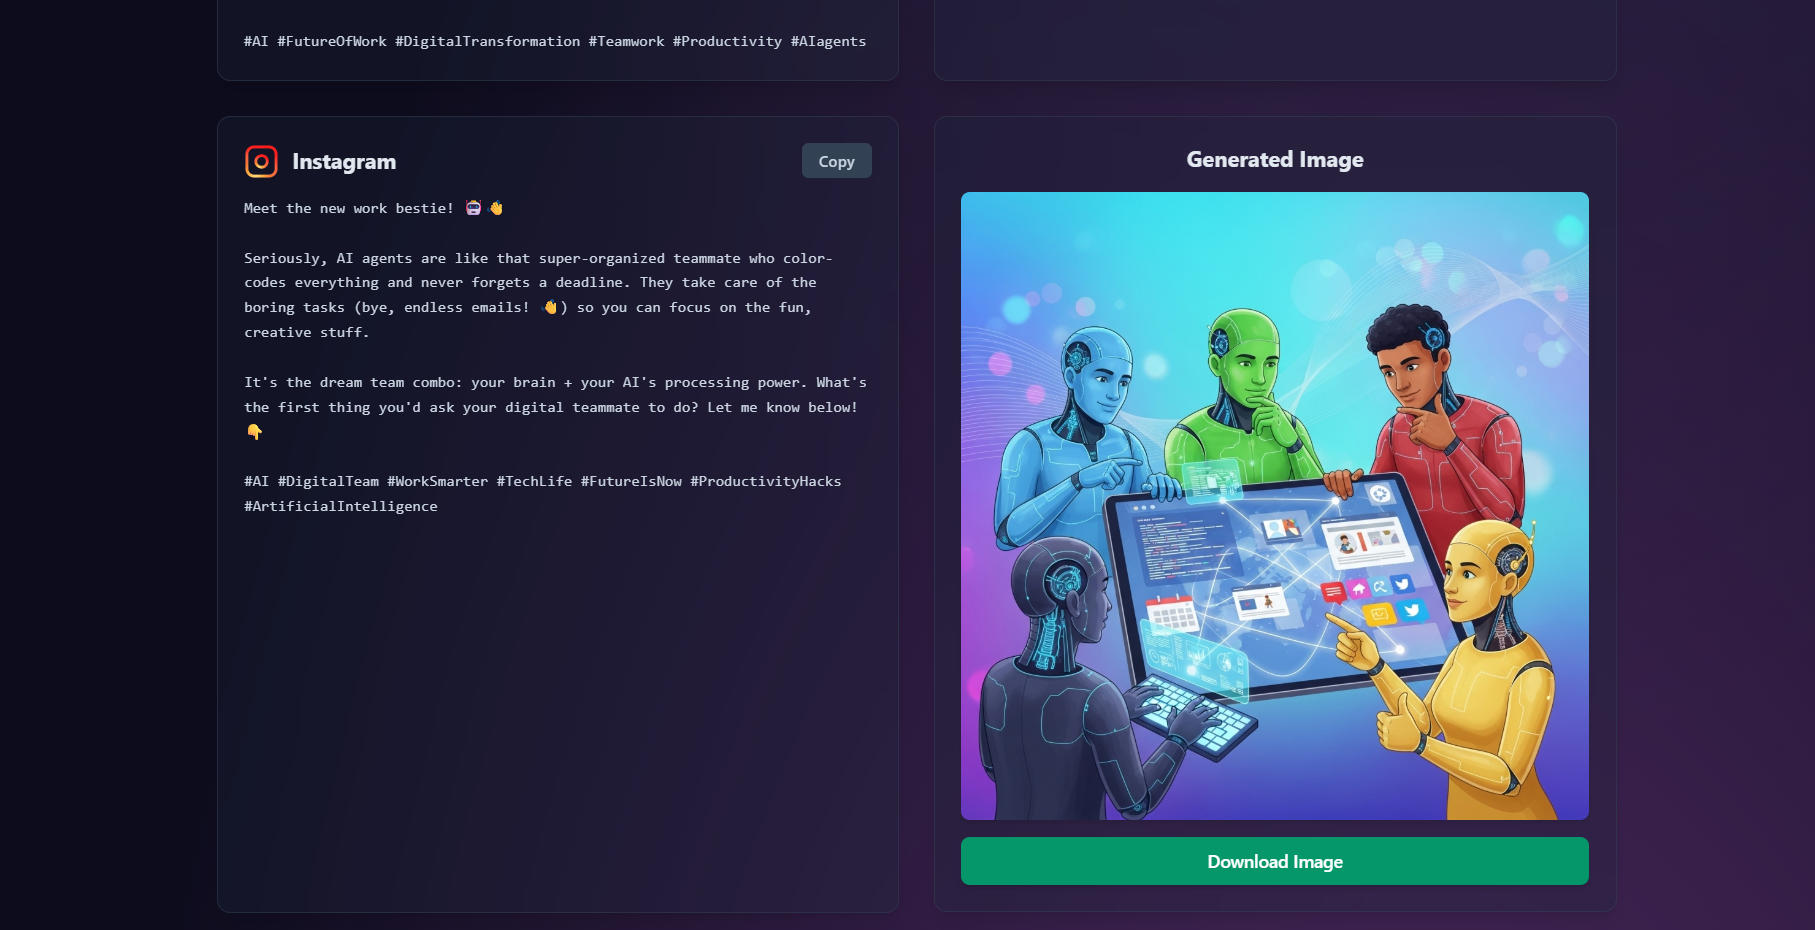 #AI #FutureOfWork #DigitalTransformation #Teamwork #Productivity #AIagents
Instagram
Copy
Meet the new work bestie! 🤖👋
Seriously, AI agents are like that super-organized teammate who color-
codes everything and never forgets a deadline. They take care of the
boring tasks (bye, endless emails! 👋) so you can focus on the fun,
creative stuff.
It's the dream team combo: your brain + your AI's processing power. What's
the first thing you'd ask your digital teammate to do? Let me know below!
👇
#AI #DigitalTeam #WorkSmarter #TechLife #FutureIsNow #ProductivityHacks
#ArtificialIntelligence
Generated Image
Download Image